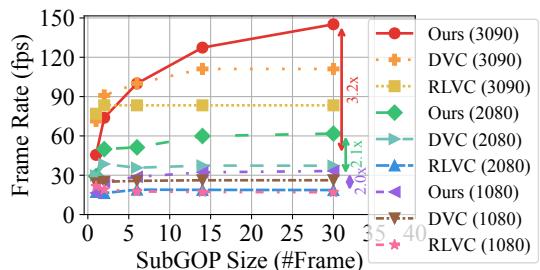 150
120
90
60
30
0
Frame Rate (fps)
0 5 10 15 20 25 30 35 40
SubGOP Size (#Frame)
3.2x
2.1x
2.0x
Ours (3090)
DVC (3090)
RLVC (3090)
Ours (2080)
DVC (2080)
RLVC (2080)
Ours (1080)
DVC (1080)
RLVC (1080)